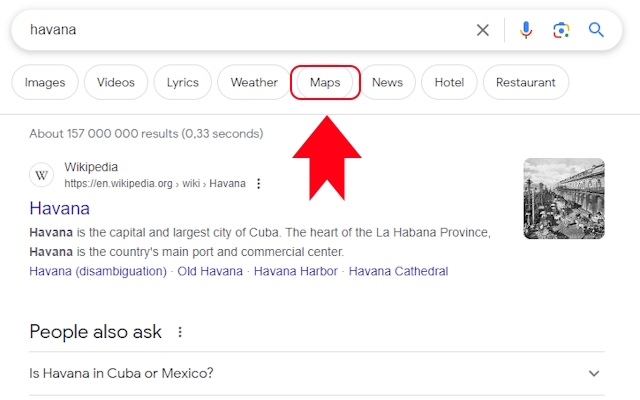 havana
Images Videos Lyrics Weather Maps News Hotel Restaurant
About 157 000 000 results (0,33 seconds)
W
Wikipedia
https://en.wikipedia.org › wiki › Havana
Havana
Havana is the capital and largest city of Cuba. The heart of the La Habana Province,
Havana is the country's main port and commercial center.
Havana (disambiguation) · Old Havana · Havana Harbor · Havana Cathedral
People also ask
Is Havana in Cuba or Mexico?